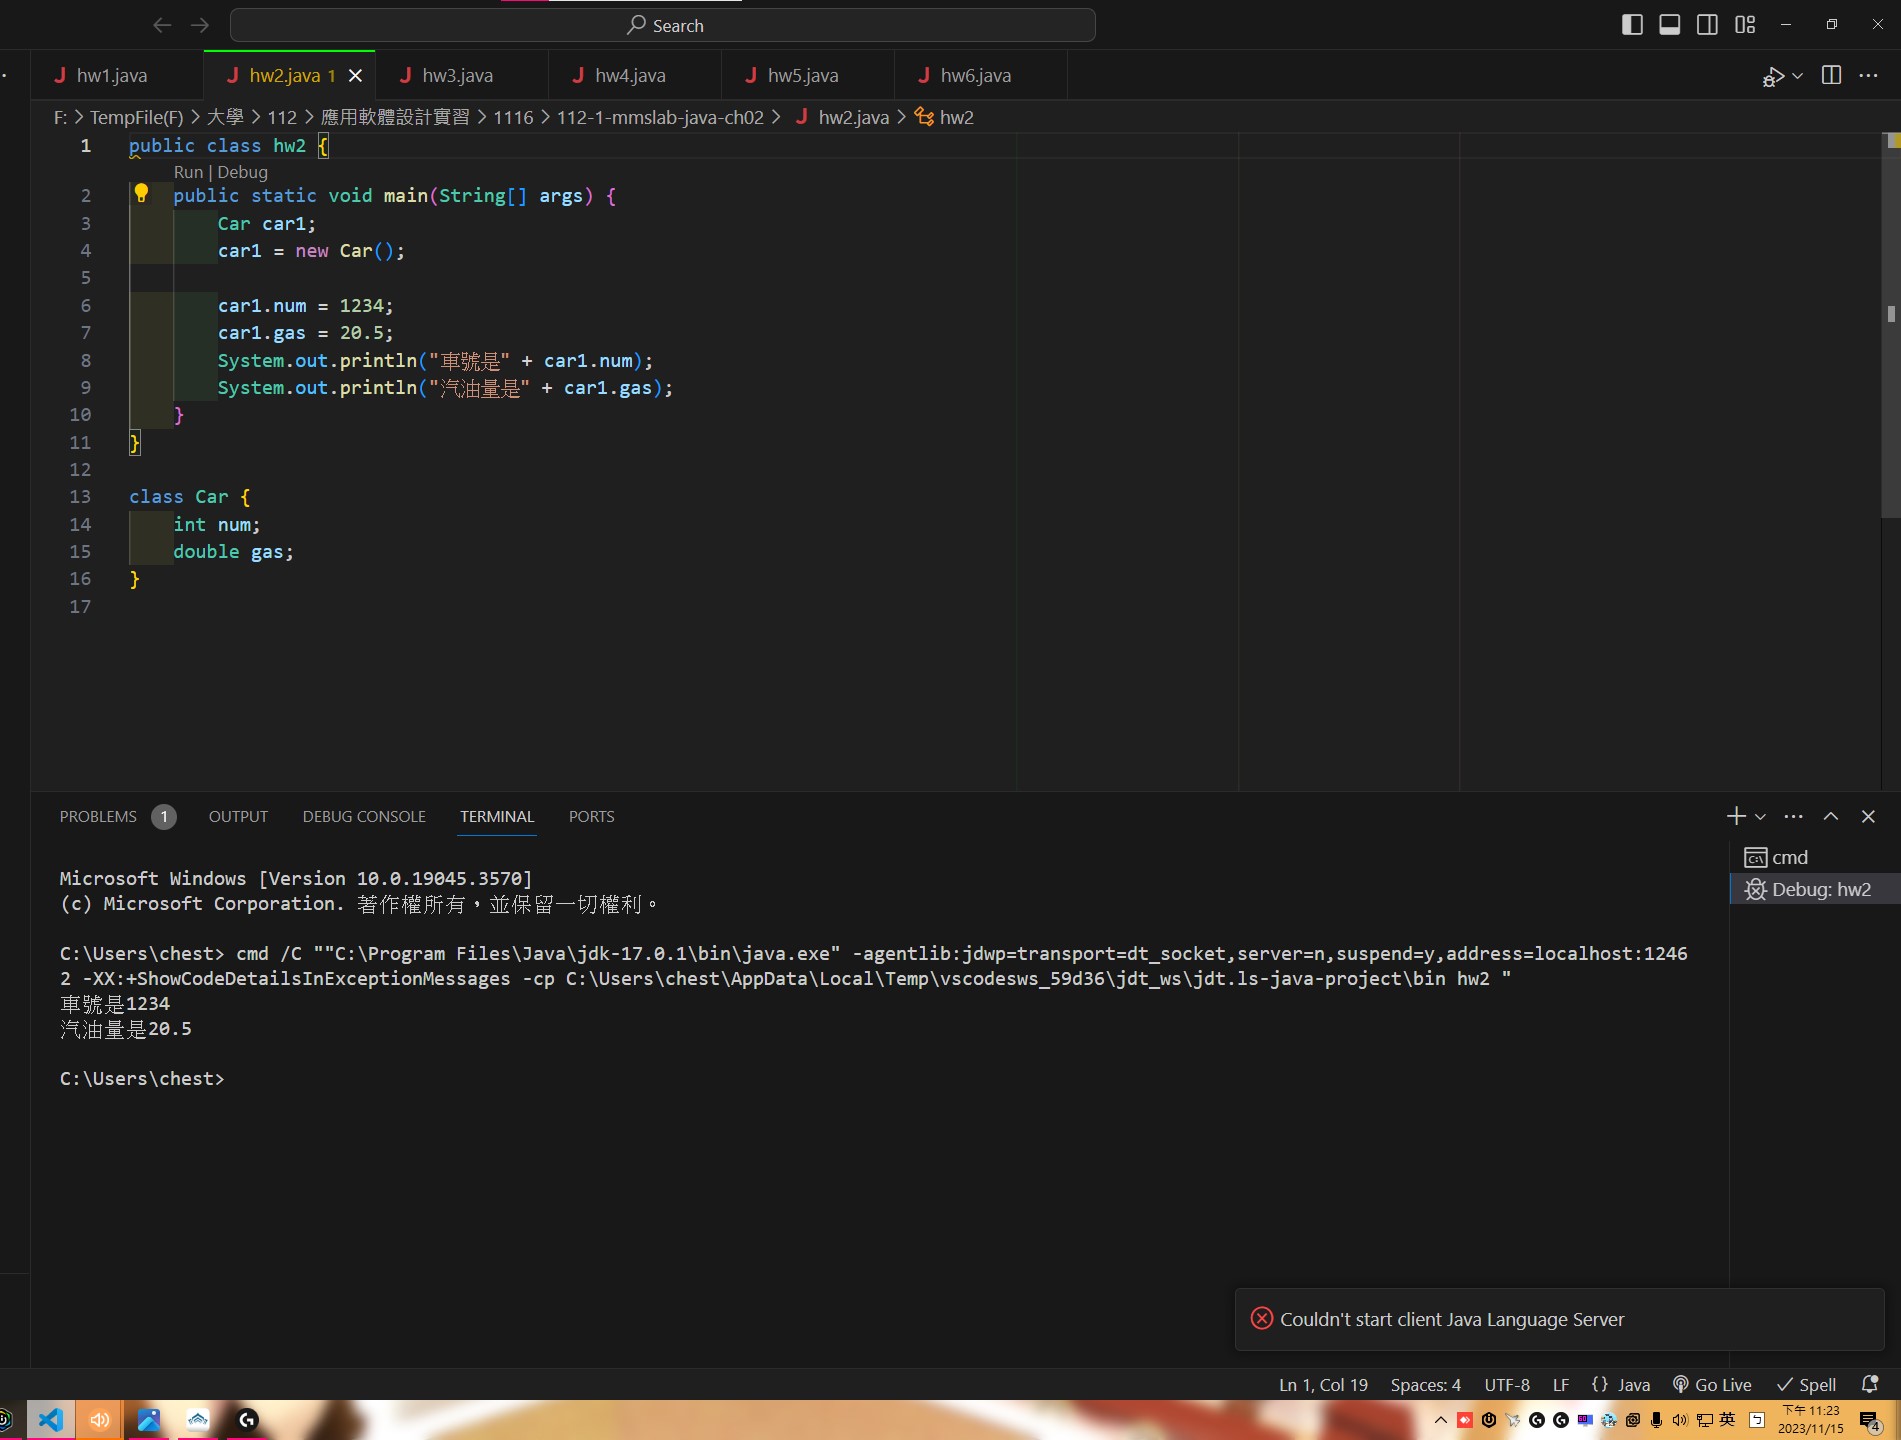 Search
hw1.java
hw2.java 1
hw3.java
hw4.java
hw5.java
hw6.java
F: > TempFile(F) > 大學 > 112 > 應用軟體設計實習 > 1116 > 112-1-mmslab-java-ch02 > J hw2.java > hw2
1 public class hw2 {
Run | Debug
2 public static void main(String[] args) {
3 Car car1;
4 car1 = new Car();
5
6 car1.num = 1234;
7 car1.gas = 20.5;
8 System.out.println("車號是" + car1.num);
9 System.out.println("汽油量是" + car1.gas);
10 }
11 }
12
13 class Car {
14 int num;
15 double gas;
16 }
17
PROBLEMS 1 OUTPUT DEBUG CONSOLE TERMINAL PORTS
cmd
Debug: hw2
Microsoft Windows [Version 10.0.19045.3570]
(c) Microsoft Corporation. 著作權所有，並保留一切權利。
C:\Users\chest> cmd /C ""C:\Program Files\Java\jdk-17.0.1\bin\java.exe" -agentlib:jdwp=transport=dt_socket,server=n,suspend=y,address=localhost:1246
2 -XX:+ShowCodeDetailsInExceptionMessages -cp C:\Users\chest\AppData\Local\Temp\vscodesws_59d36\jdt_ws\jdt.ls-java-project\bin hw2 "
車號是1234
汽油量是20.5
C:\Users\chest>
Couldn't start client Java Language Server
Ln 1, Col 19 Spaces: 4 UTF-8 LF {} Java Go Live Spell
英
下午 11:23
2023/11/15
4